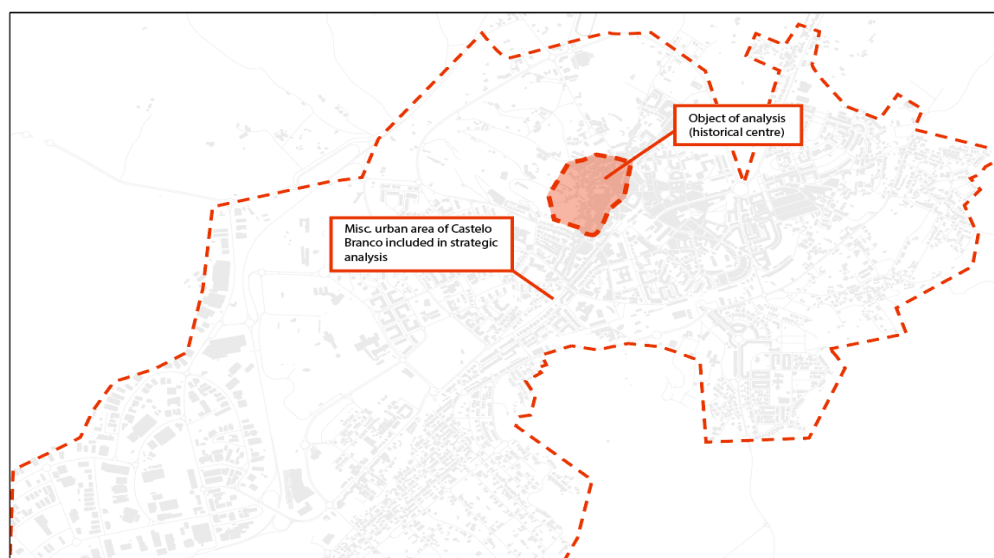 Object of analysis
(historical centre)
Misc. urban area of Castelo
Branco included in strategic
analysis